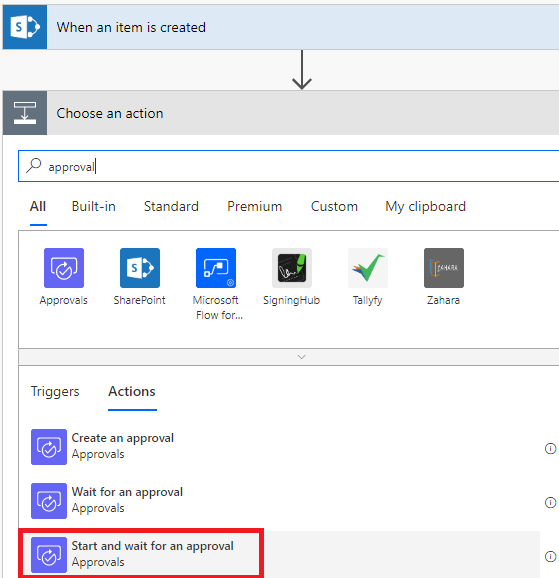 When an item is created
Choose an action
approval
All Built-in Standard Premium Custom My clipboard
Approvals SharePoint Microsoft Flow for... SigningHub Tallyfy Zahara
ZAHARA
Triggers Actions
Create an approval
Approvals
Wait for an approval
Approvals
Start and wait for an approval
Approvals